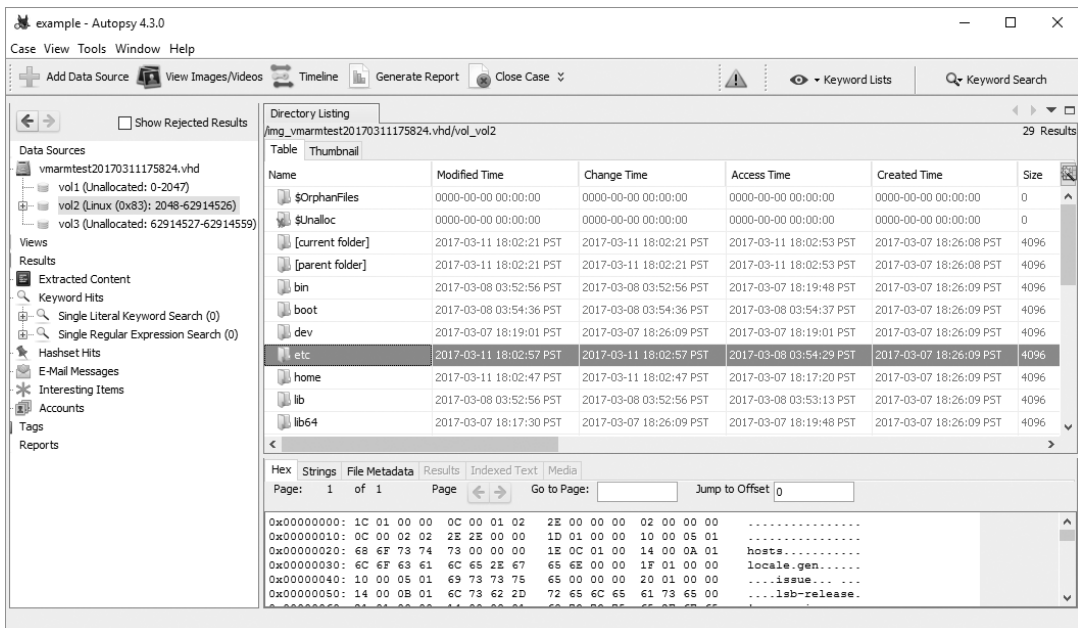 example - Autopsy 4.3.0
Case View Tools Window Help
Add Data Source View Images/Videos Timeline Generate Report Close Case Keyword Lists Keyword Search
Show Rejected Results
Data Sources
vmarmtest20170311175824.vhd
vol1 (Unallocated: 0-2047)
vol2 (Linux (0x83): 2048-62914526)
vol3 (Unallocated: 62914527-62914559)
Views
Results
Extracted Content
Keyword Hits
Single Literal Keyword Search (0)
Single Regular Expression Search (0)
Hashset Hits
E-Mail Messages
Interesting Items
Accounts
Tags
Reports
Directory Listing
/img_vmarmtest20170311175824.vhd/vol_vol2 29 Results
Table Thumbnail
Name Modified Time Change Time Access Time Created Time Size
$OrphanFiles 0000-00-00 00:00:00 0000-00-00 00:00:00 0000-00-00 00:00:00 0000-00-00 00:00:00 0
$Unalloc 0000-00-00 00:00:00 0000-00-00 00:00:00 0000-00-00 00:00:00 0000-00-00 00:00:00 0
[current folder] 2017-03-11 18:02:21 PST 2017-03-11 18:02:21 PST 2017-03-11 18:02:53 PST 2017-03-07 18:26:08 PST 4096
[parent folder] 2017-03-11 18:02:21 PST 2017-03-11 18:02:21 PST 2017-03-11 18:02:53 PST 2017-03-07 18:26:08 PST 4096
bin 2017-03-08 03:52:56 PST 2017-03-08 03:52:56 PST 2017-03-07 18:19:48 PST 2017-03-07 18:26:09 PST 4096
boot 2017-03-08 03:54:36 PST 2017-03-08 03:54:36 PST 2017-03-08 03:54:37 PST 2017-03-07 18:26:09 PST 4096
dev 2017-03-07 18:19:01 PST 2017-03-07 18:26:09 PST 2017-03-07 18:19:01 PST 2017-03-07 18:26:09 PST 4096
etc 2017-03-11 18:02:57 PST 2017-03-11 18:02:57 PST 2017-03-08 03:54:29 PST 2017-03-07 18:26:09 PST 4096
home 2017-03-11 18:02:47 PST 2017-03-11 18:02:47 PST 2017-03-07 18:17:20 PST 2017-03-07 18:26:09 PST 4096
lib 2017-03-08 03:52:56 PST 2017-03-08 03:52:56 PST 2017-03-08 03:53:13 PST 2017-03-07 18:26:09 PST 4096
lib64 2017-03-07 18:17:30 PST 2017-03-07 18:26:09 PST 2017-03-07 18:19:48 PST 2017-03-07 18:26:09 PST 4096
Hex Strings File Metadata Results Indexed Text Media
Page: 1 of 1 Page Go to Page: Jump to Offset 0
0x00000000: 1C 01 00 00 0C 00 01 02 2E 00 00 00 02 00 00 00 ................
0x00000010: 0C 00 02 02 2E 2E 00 00 1D 01 00 00 10 00 05 01 ................
0x00000020: 68 6F 73 74 73 00 00 00 1E 0C 01 00 14 00 0A 01 hosts...........
0x00000030: 6C 6F 63 61 6C 65 2E 67 65 6E 00 00 1F 01 00 00 locale.gen......
0x00000040: 10 00 05 01 69 73 73 75 65 00 00 00 20 01 00 00 ....issue... ...
0x00000050: 14 00 0B 01 6C 73 62 2D 72 65 6C 65 61 73 65 00 ....lsb-release.